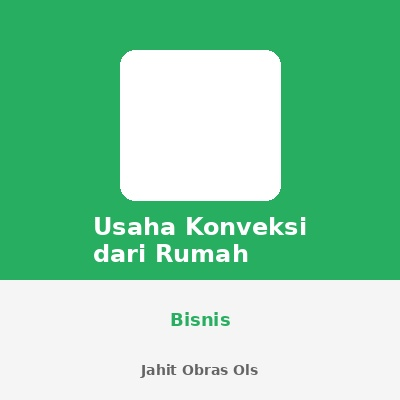 Usaha Konveksi
dari Rumah
Bisnis
Jahit Obras Ols